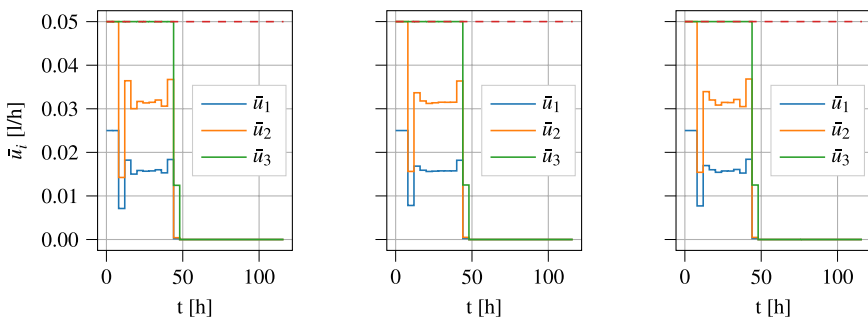 0.05
0.04
0.03
0.02
0.01
0.00
ū_i [l/h]
0 50 100
t [h]
ū_1
ū_2
ū_3
0 50 100
t [h]
ū_1
ū_2
ū_3
0 50 100
t [h]
ū_1
ū_2
ū_3